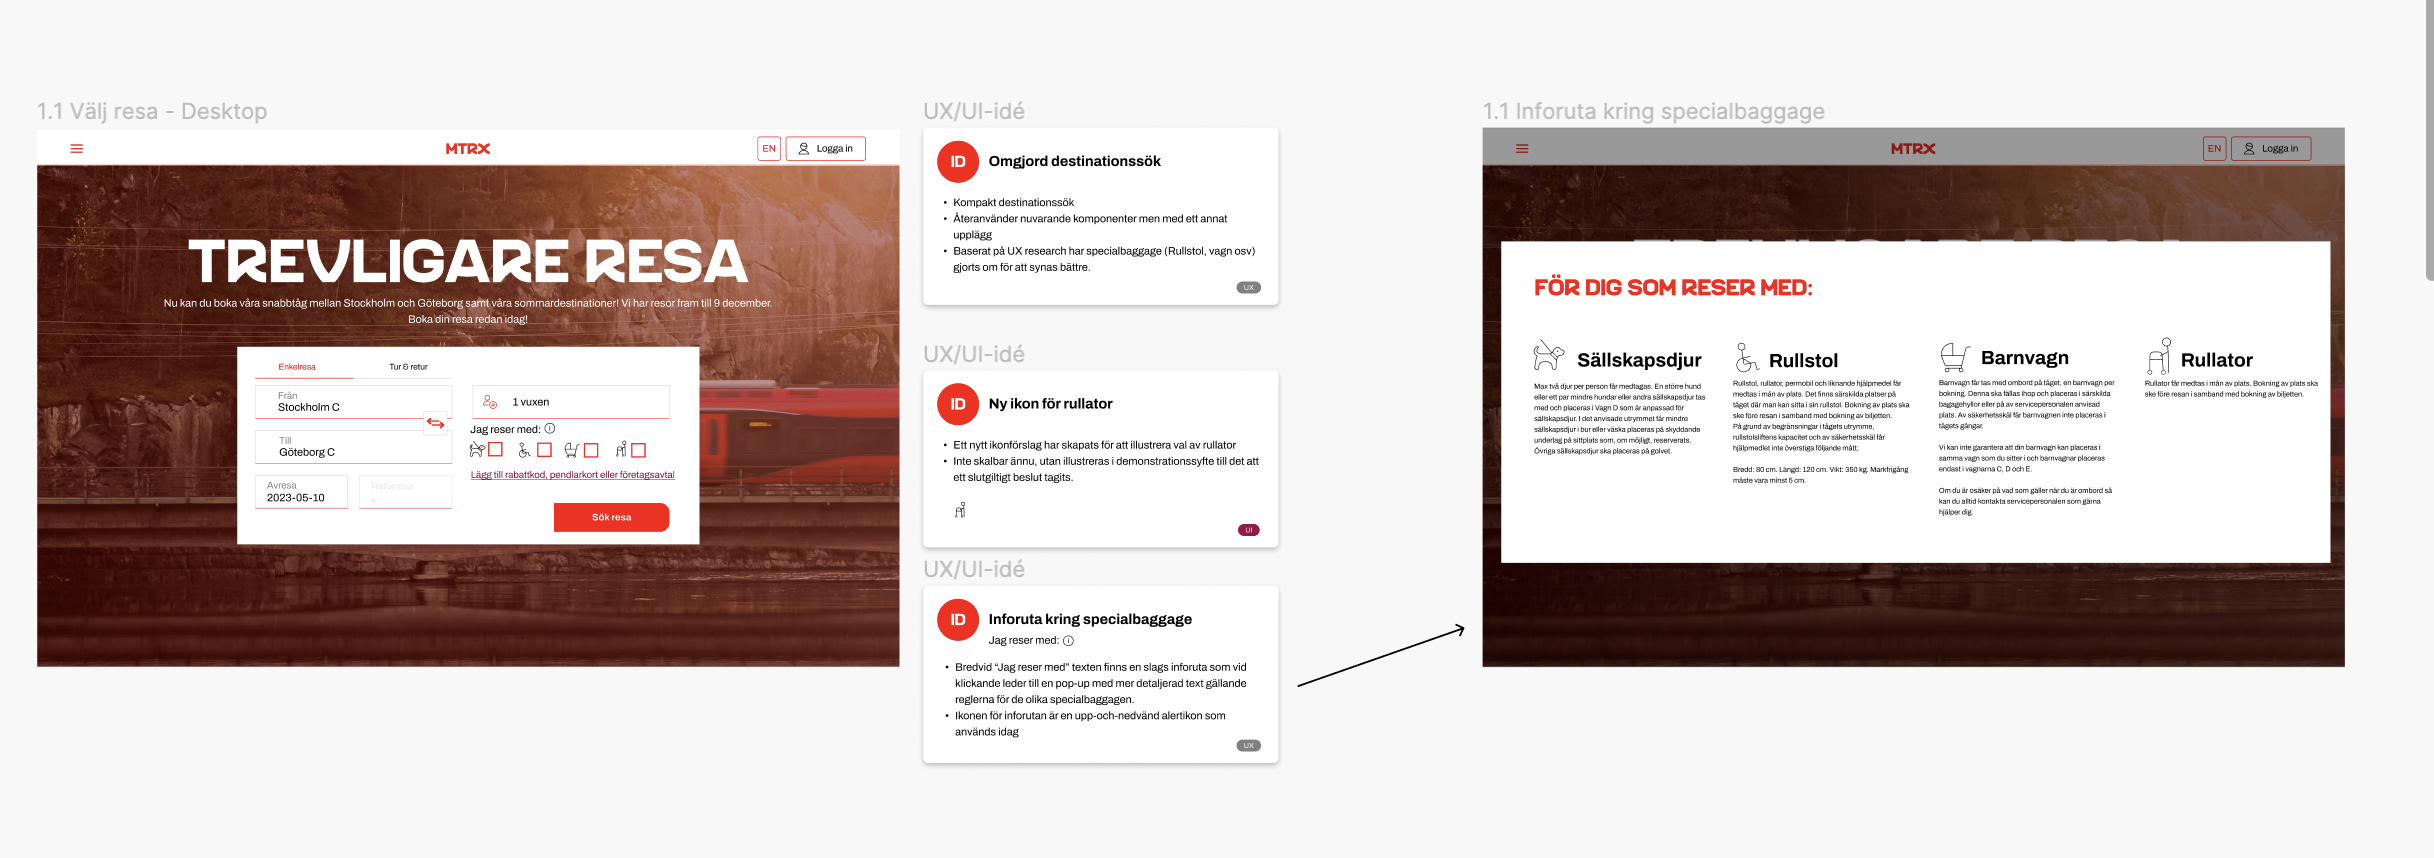 1.1 Välj resa - Desktop
MTRX
EN
Logga in
TREVLIGARE RESA
Nu kan du boka våra snabbtåg mellan Stockholm och Göteborg samt våra sommardestinationer! Vi har resor fram till 9 december.
Boka din resa redan idag!
Enkelresa
Tur & retur
Från
Stockholm C
Till
Göteborg C
Avresa
2023-05-10
Returresa
-
1 vuxen
Jag reser med:
Lägg till rabattkod, pendlarkort eller företagsavtal
Sök resa
UX/UI-idé
ID
Omgjord destinationssök
• Kompakt destinationssök
• Återanvänder nuvarande komponenter men med ett annat
upplägg
• Baserat på UX research har specialbaggage (Rullstol, vagn osv)
gjorts om för att synas bättre.
UX
UX/UI-idé
ID
Ny ikon för rullator
• Ett nytt ikonförslag har skapats för att illustrera val av rullator
• Inte skalbar ännu, utan illustreras i demonstrationssyfte till det att
ett slutgiltigt beslut tagits.
UI
UX/UI-idé
ID
Inforuta kring specialbaggage
Jag reser med:
• Bredvid “Jag reser med” texten finns en slags inforuta som vid
klickande leder till en pop-up med mer detaljerad text gällande
reglerna för de olika specialbaggagen.
• Ikonen för inforutan är en upp-och-nedvänd alertikon som
används idag
UX
1.1 Inforuta kring specialbaggage
MTRX
EN
Logga in
FÖR DIG SOM RESER MED:
Sällskapsdjur
Max två djur per person får medtagas. En större hund
eller ett par mindre hundar eller andra sällskapsdjur tas
med och placeras i Vagn D som är anpassad för
sällskapsdjur. I det anvisade utrymmet får mindre
sällskapsdjur i bur eller väska placeras på skyddande
underlag på sittplats som, om möjligt, reserverats.
Övriga sällskapsdjur ska placeras på golvet.
Rullstol
Rullstol, rullator, permobil och liknande hjälpmedel får
medtas i mån av plats. Det finns särskilda platser på
tåget där man kan sitta i sin rullstol. Bokning av plats ska
ske före resan i samband med bokning av biljetten.
På grund av begränsningar i tågets utrymme,
rullstolsliftens kapacitet och av säkerhetsskäl får
hjälpmedlet inte överstiga följande mått;
Bredd: 80 cm. Längd: 120 cm. Vikt: 350 kg. Markfrigång
måste vara minst 5 cm.
Barnvagn
Barnvagn får tas med ombord på tåget, en barnvagn per
bokning. Denna ska fällas ihop och placeras i särskilda
bagagehyllor eller på av servicepersonalen anvisad
plats. Av säkerhetsskäl får barnvagnen inte placeras i
tågets gångar.
Vi kan inte garantera att din barnvagn kan placeras i
samma vagn som du sitter i och barnvagnar placeras
endast i vagnarna C, D och E.
Om du är osäker på vad som gäller när du är ombord så
kan du alltid kontakta servicepersonalen som gärna
hjälper dig.
Rullator
Rullator får medtas i mån av plats. Bokning av plats ska
ske före resan i samband med bokning av biljetten.